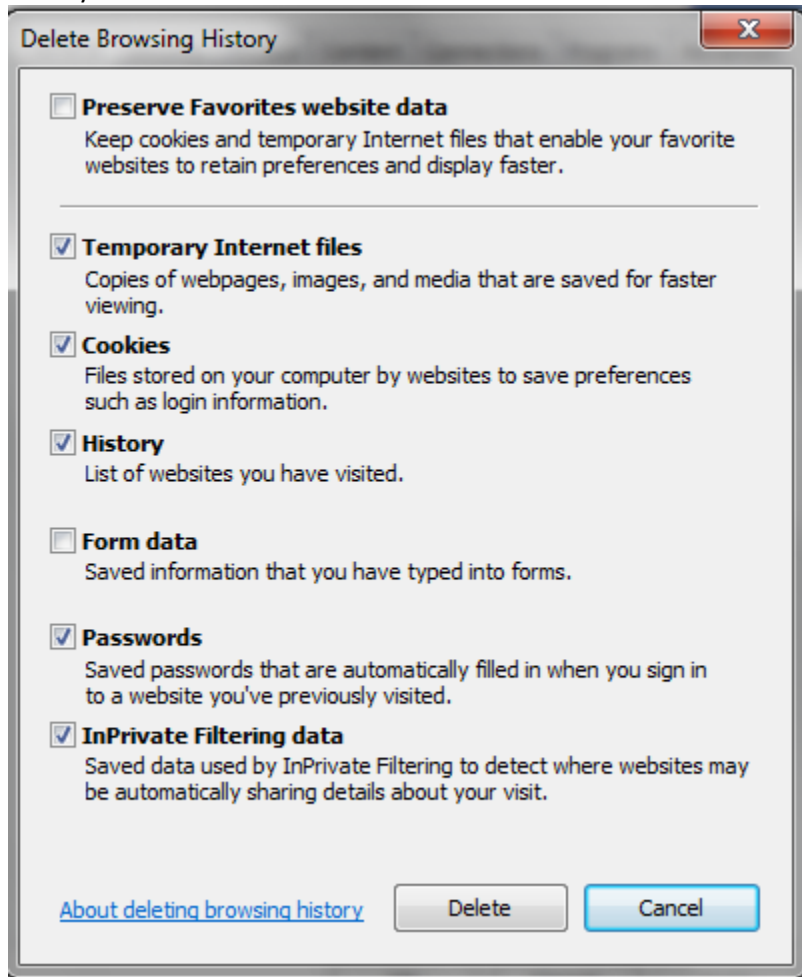 Delete Browsing History
Preserve Favorites website data
Keep cookies and temporary Internet files that enable your favorite
websites to retain preferences and display faster.
Temporary Internet files
Copies of webpages, images, and media that are saved for faster
viewing.
Cookies
Files stored on your computer by websites to save preferences
such as login information.
History
List of websites you have visited.
Form data
Saved information that you have typed into forms.
Passwords
Saved passwords that are automatically filled in when you sign in
to a website you've previously visited.
InPrivate Filtering data
Saved data used by InPrivate Filtering to detect where websites may
be automatically sharing details about your visit.
About deleting browsing history
Delete
Cancel